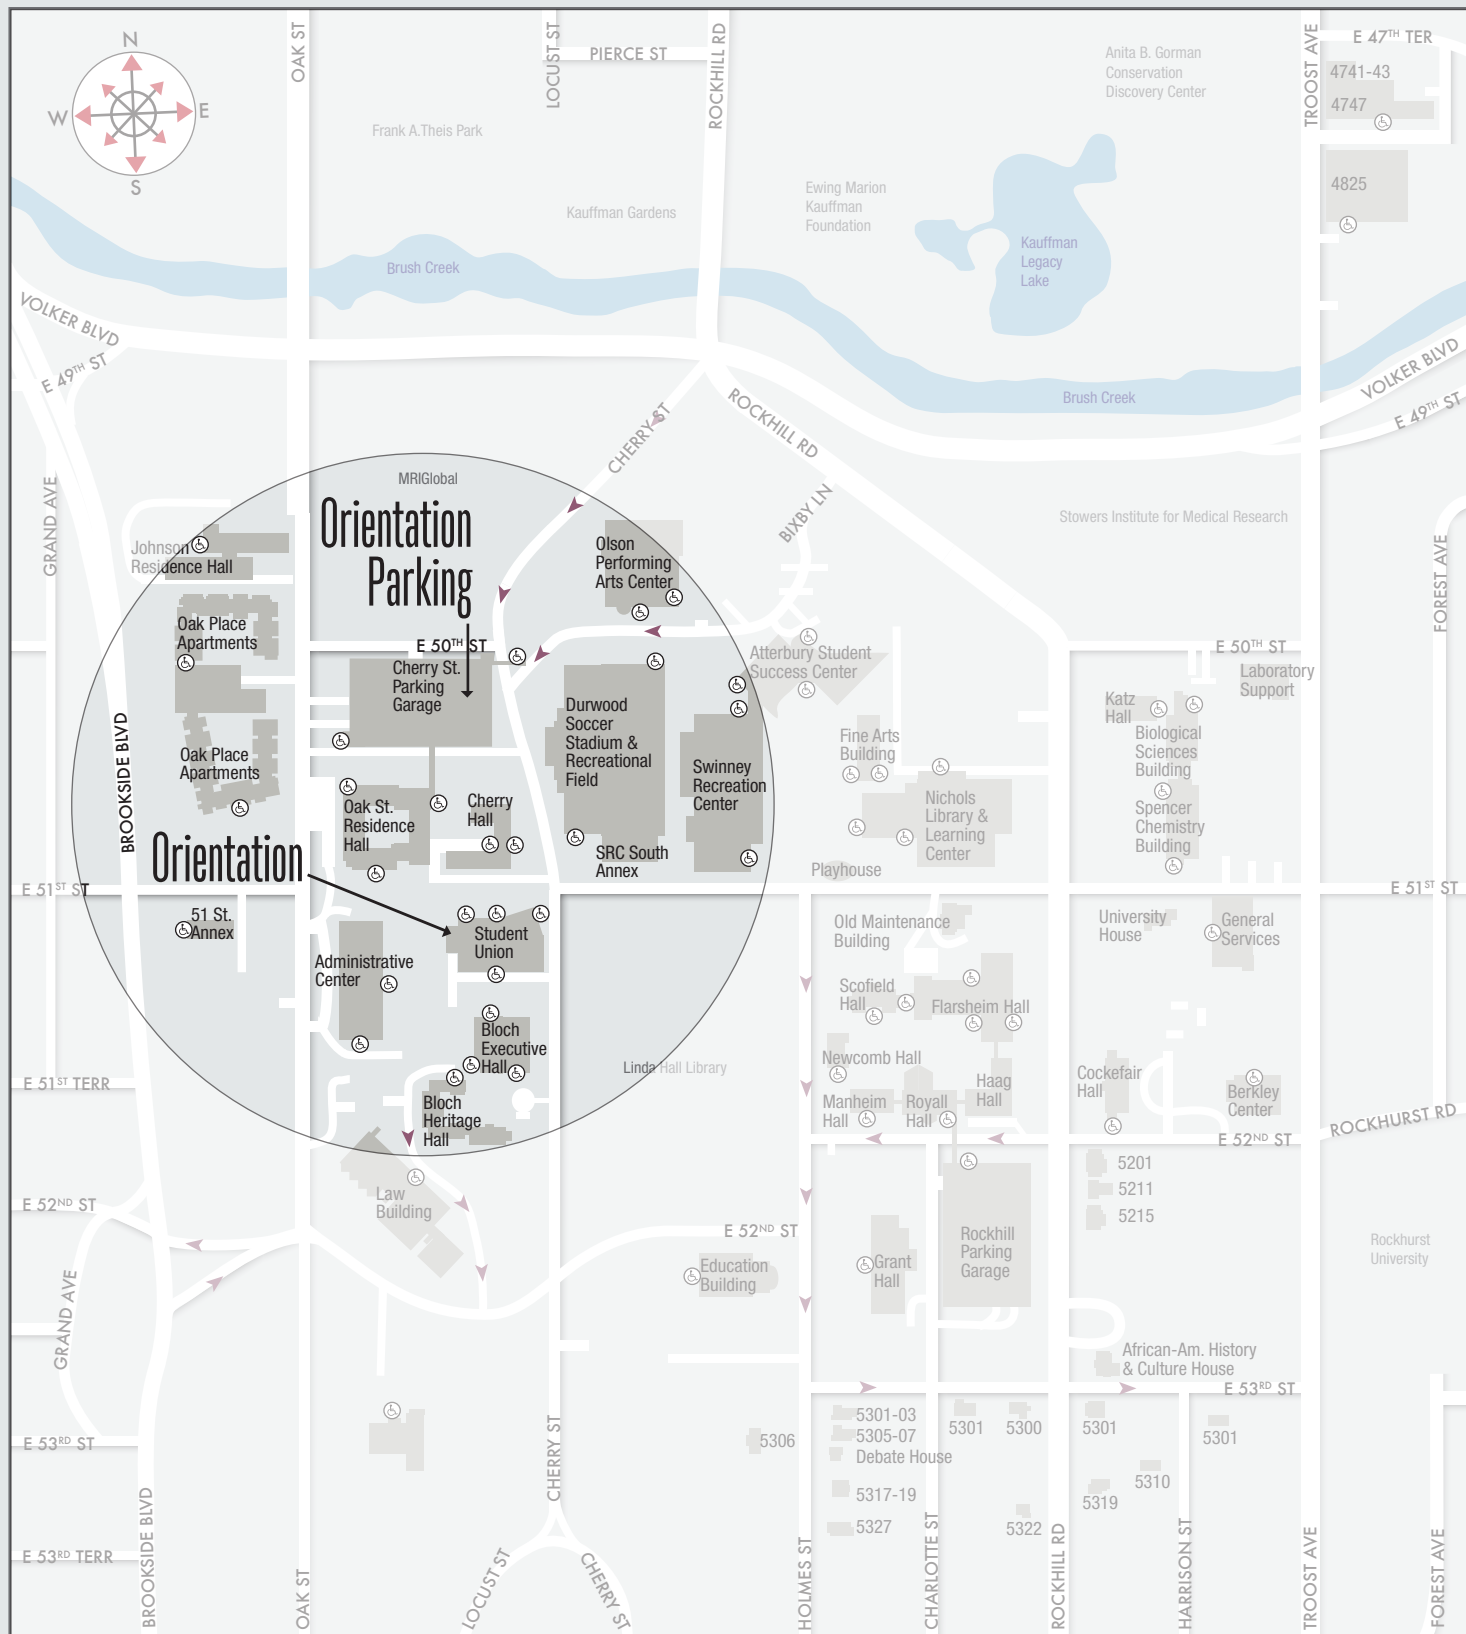 N
W
E
S
OAK ST
LOCUST ST
PIERCE ST
ROCKHILL RD
TROOST AVE
E 47TH TER
4741-43
4747
4825
Anita B. Gorman
Conservation
Discovery Center
Frank A.Theis Park
Kauffman Gardens
Ewing Marion
Kauffman
Foundation
Kauffman
Legacy
Lake
Brush Creek
Brush Creek
VOLKER BLVD
E 49TH ST
VOLKER BLVD
E 49TH ST
CHERRY ST
ROCKHILL RD
BIXBY LN
GRAND AVE
FOREST AVE
MRIGlobal
Stowers Institute for Medical Research
Orientation
Parking
Johnson
Residence Hall
Olson
Performing
Arts Center
Oak Place
Apartments
E 50TH ST
E 50TH ST
Cherry St.
Parking
Garage
Atterbury Student
Success Center
Laboratory
Support
Katz
Hall
Biological
Sciences
Building
Durwood
Soccer
Stadium &
Recreational
Field
Fine Arts
Building
Oak Place
Apartments
BROOKSIDE BLVD
Swinney
Recreation
Center
Oak St.
Residence
Hall
Cherry
Hall
Nichols
Library &
Learning
Center
Spencer
Chemistry
Building
Orientation
SRC South
Annex
Playhouse
E 51ST ST
E 51ST ST
51 St.
Annex
Student
Union
Old Maintenance
Building
University
House
General
Services
Administrative
Center
Scofield
Hall
Flarsheim Hall
Bloch
Executive
Hall
Linda Hall Library
Newcomb Hall
Haag
Hall
Cockefair
Hall
Berkley
Center
E 51ST TERR
Bloch
Heritage
Hall
Manheim
Hall
Royall
Hall
ROCKHURST RD
E 52ND ST
5201
5211
5215
Law
Building
E 52ND ST
E 52ND ST
Education
Building
Grant
Hall
Rockhill
Parking
Garage
Rockhurst
University
GRAND AVE
African-Am. History
& Culture House
E 53RD ST
E 53RD ST
5306
5301-03
5305-07
Debate House
5317-19
5327
5301
5300
5301
5301
5310
5319
5322
E 53RD TERR
BROOKSIDE BLVD
OAK ST
LOCUST ST
CHERRY ST
CHERRY ST
HOLMES ST
CHARLOTTE ST
ROCKHILL RD
HARRISON ST
TROOST AVE
FOREST AVE